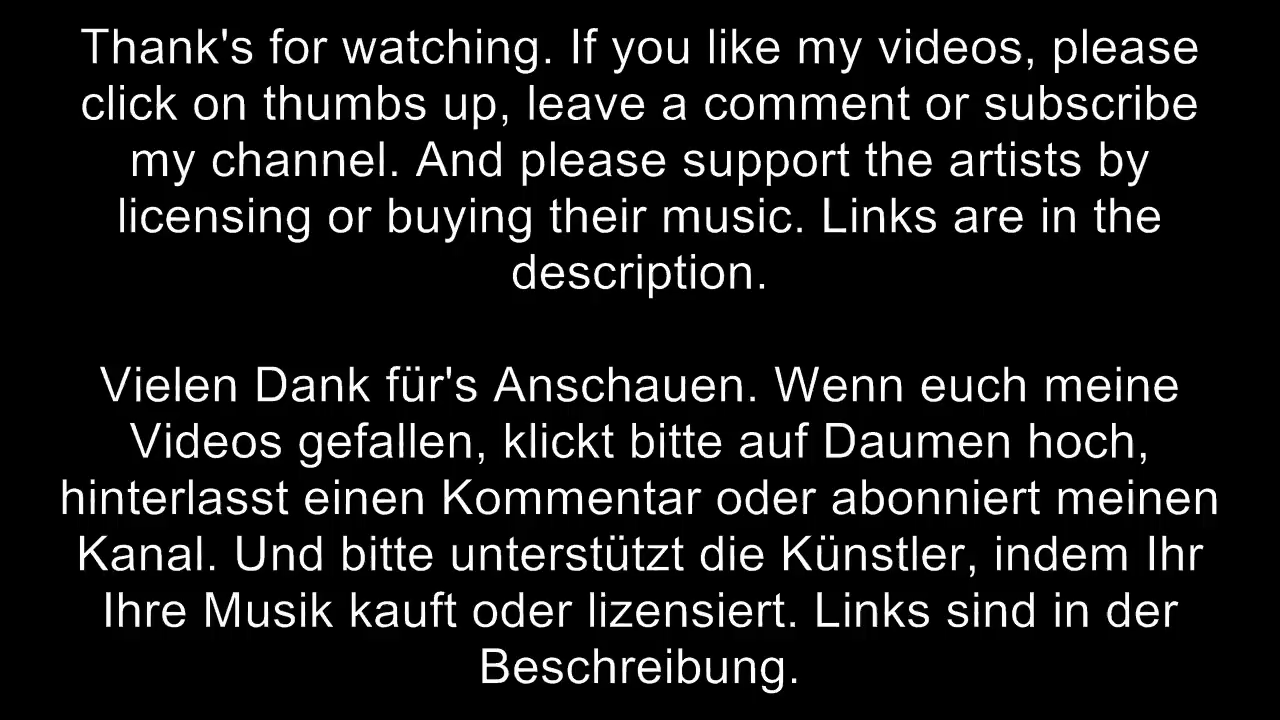 Thank's for watching. If you like my videos, please
click on thumbs up, leave a comment or subscribe
my channel. And please support the artists by
licensing or buying their music. Links are in the
description.
Vielen Dank für's Anschauen. Wenn euch meine
Videos gefallen, klickt bitte auf Daumen hoch,
hinterlasst einen Kommentar oder abonniert meinen
Kanal. Und bitte unterstützt die Künstler, indem Ihr
Ihre Musik kauft oder lizensiert. Links sind in der
Beschreibung.